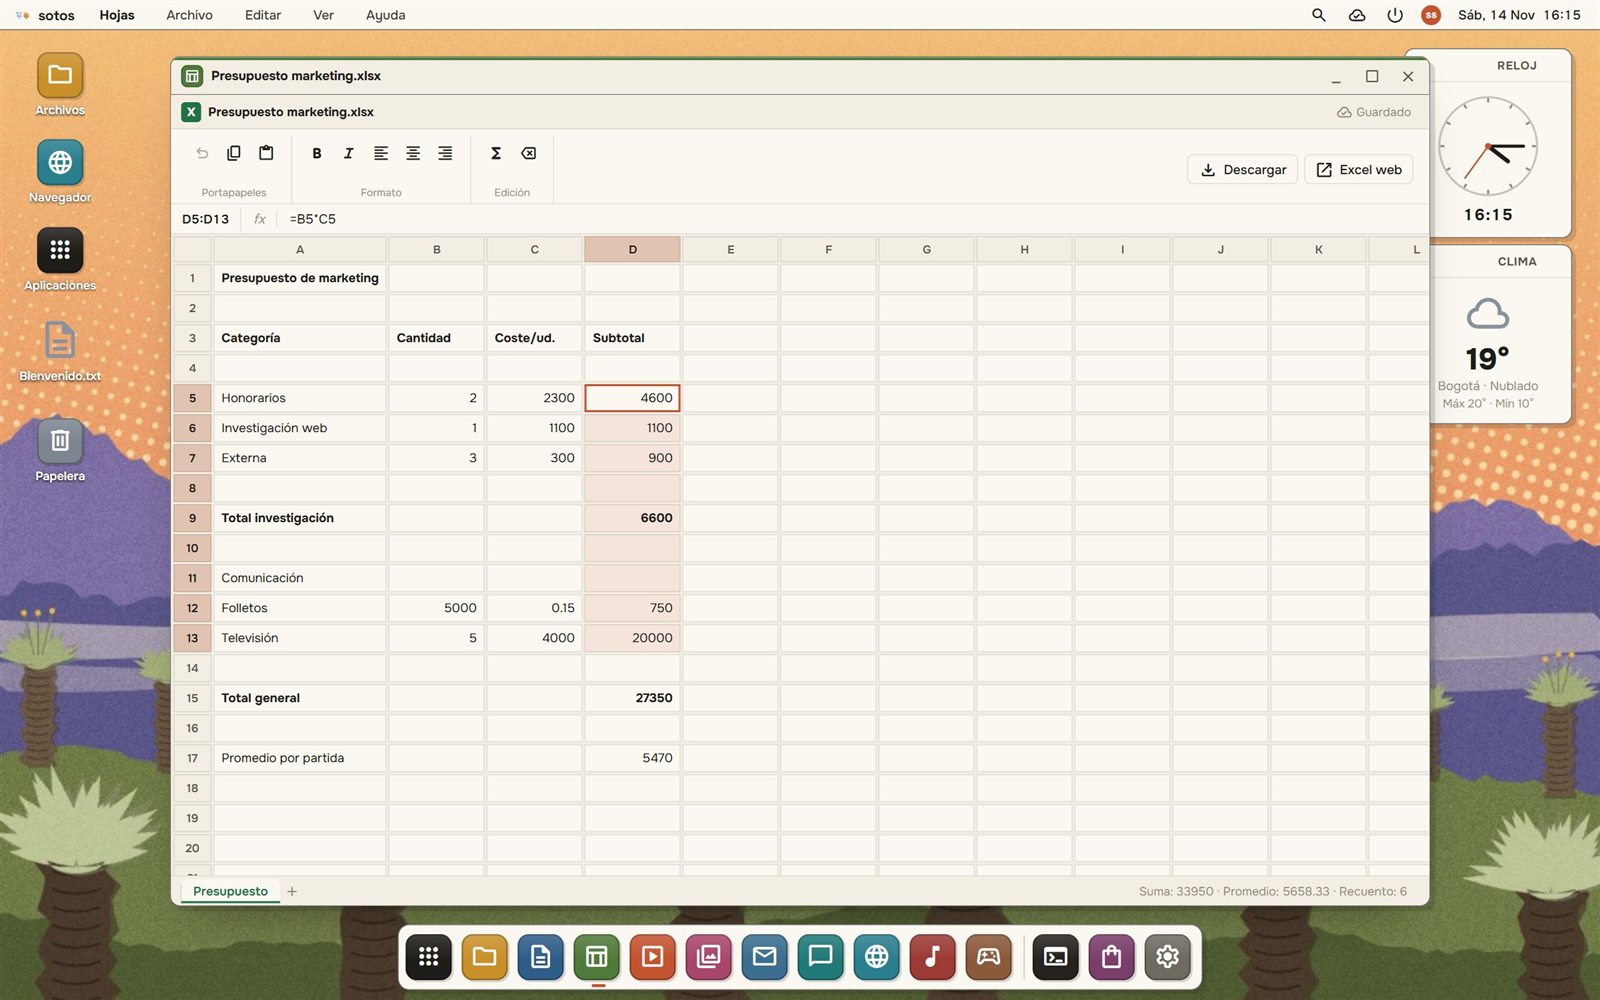 sotos Hojas Archivo Editar Ver Ayuda SS Sáb, 14 Nov 16:15
Archivos
Navegador
Aplicaciones
Bienvenido.txt
Papelera
Presupuesto marketing.xlsx
X Presupuesto marketing.xlsx Guardado
B I Σ
Portapapeles Formato Edición
Descargar Excel web
D5:D13 fx =B5*C5
A B C D E F G H I J K L
1 Presupuesto de marketing
2
3 Categoría Cantidad Coste/ud. Subtotal
4
5 Honorarios 2 2300 4600
6 Investigación web 1 1100 1100
7 Externa 3 300 900
8
9 Total investigación 6600
10
11 Comunicación
12 Folletos 5000 0.15 750
13 Televisión 5 4000 20000
14
15 Total general 27350
16
17 Promedio por partida 5470
18
19
20
Presupuesto + Suma: 33950 · Promedio: 5658.33 · Recuento: 6
RELOJ
16:15
CLIMA
19°
Bogotá · Nublado
Máx 20° · Mín 10°